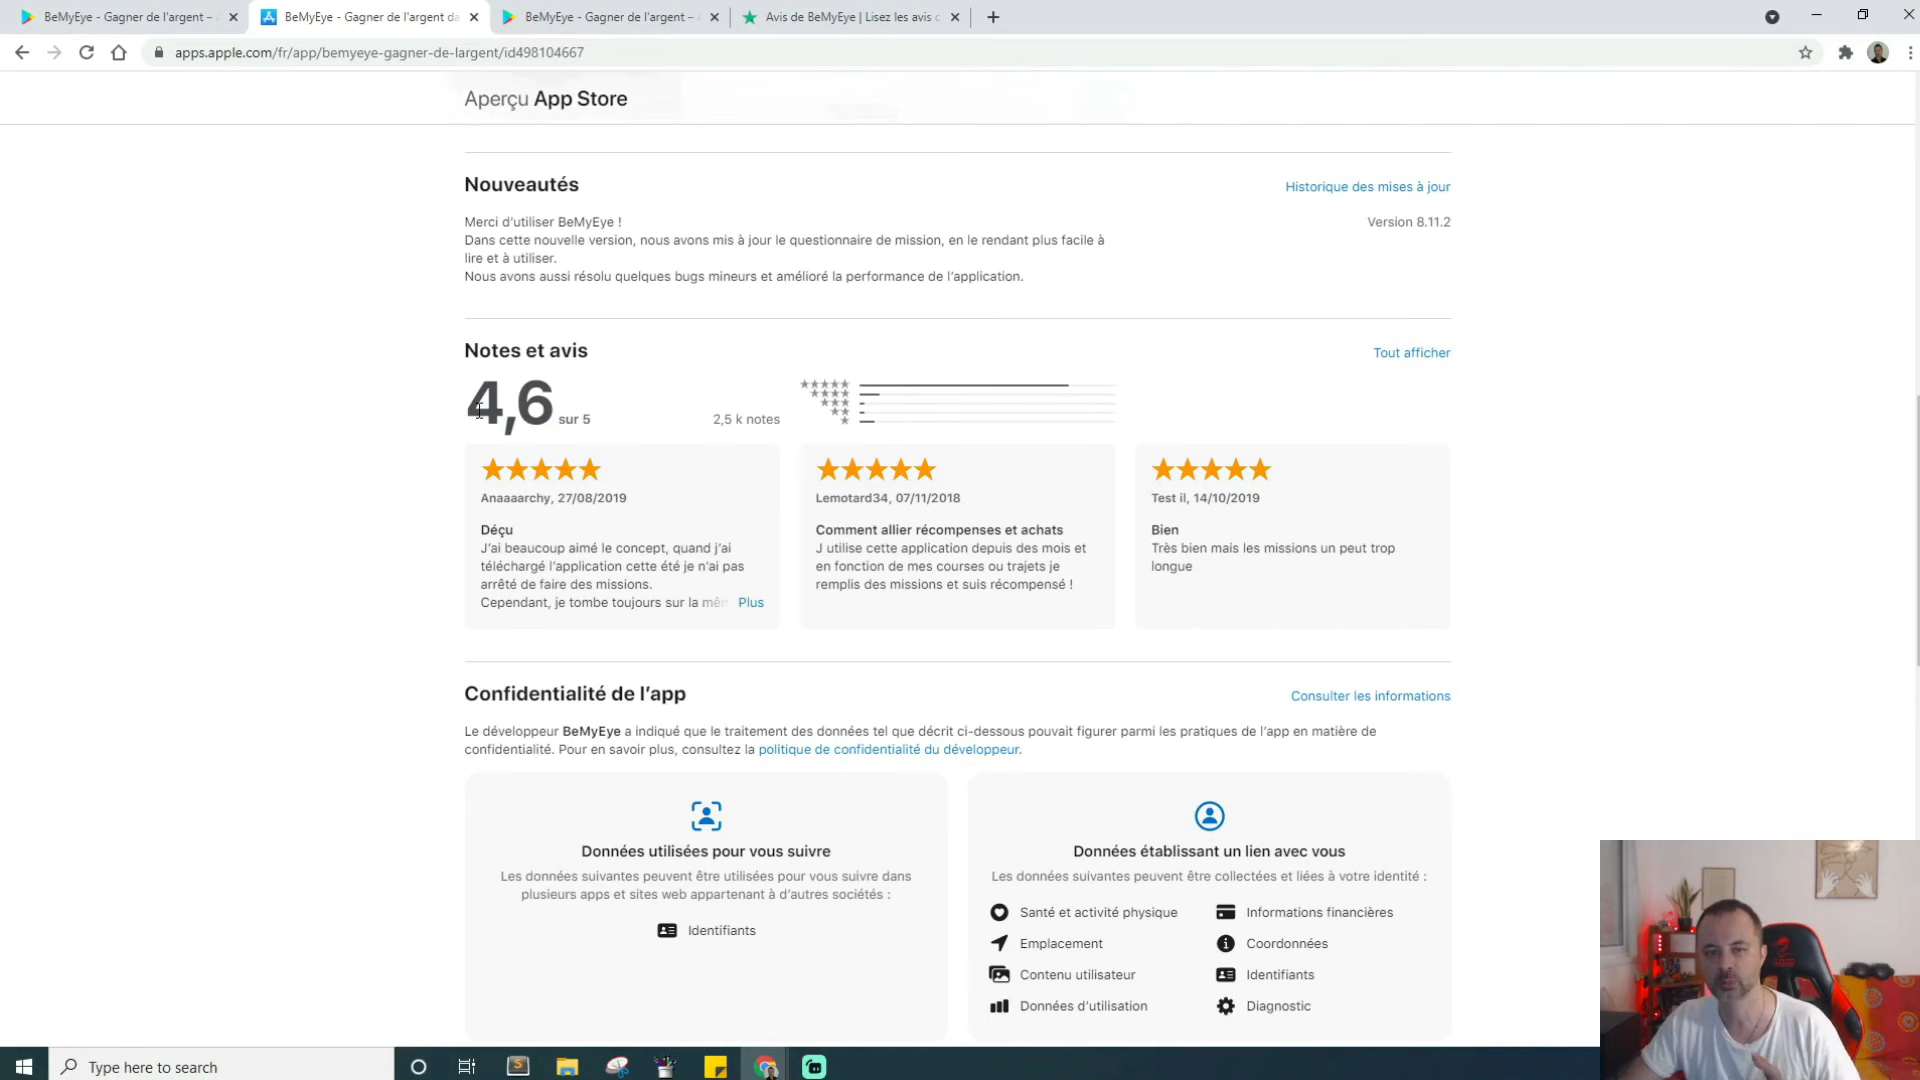 BeMyEye - Gagner de l'argent –
BeMyEye - Gagner de l'argent da
BeMyEye - Gagner de l'argent –
Avis de BeMyEye | Lisez les avis c
apps.apple.com/fr/app/bemyeye-gagner-de-largent/id498104667
Aperçu App Store
Nouveautés
Historique des mises à jour
Merci d'utiliser BeMyEye !
Version 8.11.2
Dans cette nouvelle version, nous avons mis à jour le questionnaire de mission, en le rendant plus facile à
lire et à utiliser.
Nous avons aussi résolu quelques bugs mineurs et amélioré la performance de l'application.
Notes et avis
Tout afficher
4,6 sur 5
2,5 k notes
Anaaaarchy, 27/08/2019
Déçu
J'ai beaucoup aimé le concept, quand j'ai
téléchargé l'application cette été je n'ai pas
arrêté de faire des missions.
Cependant, je tombe toujours sur la mêm Plus
Lemotard34, 07/11/2018
Comment allier récompenses et achats
J utilise cette application depuis des mois et
en fonction de mes courses ou trajets je
remplis des missions et suis récompensé !
Test il, 14/10/2019
Bien
Très bien mais les missions un peut trop
longue
Confidentialité de l'app
Consulter les informations
Le développeur BeMyEye a indiqué que le traitement des données tel que décrit ci-dessous pouvait figurer parmi les pratiques de l'app en matière de
confidentialité. Pour en savoir plus, consultez la politique de confidentialité du développeur.
Données utilisées pour vous suivre
Les données suivantes peuvent être utilisées pour vous suivre dans
plusieurs apps et sites web appartenant à d'autres sociétés :
Identifiants
Données établissant un lien avec vous
Les données suivantes peuvent être collectées et liées à votre identité :
Santé et activité physique
Informations financières
Emplacement
Coordonnées
Contenu utilisateur
Identifiants
Données d'utilisation
Diagnostic
Type here to search